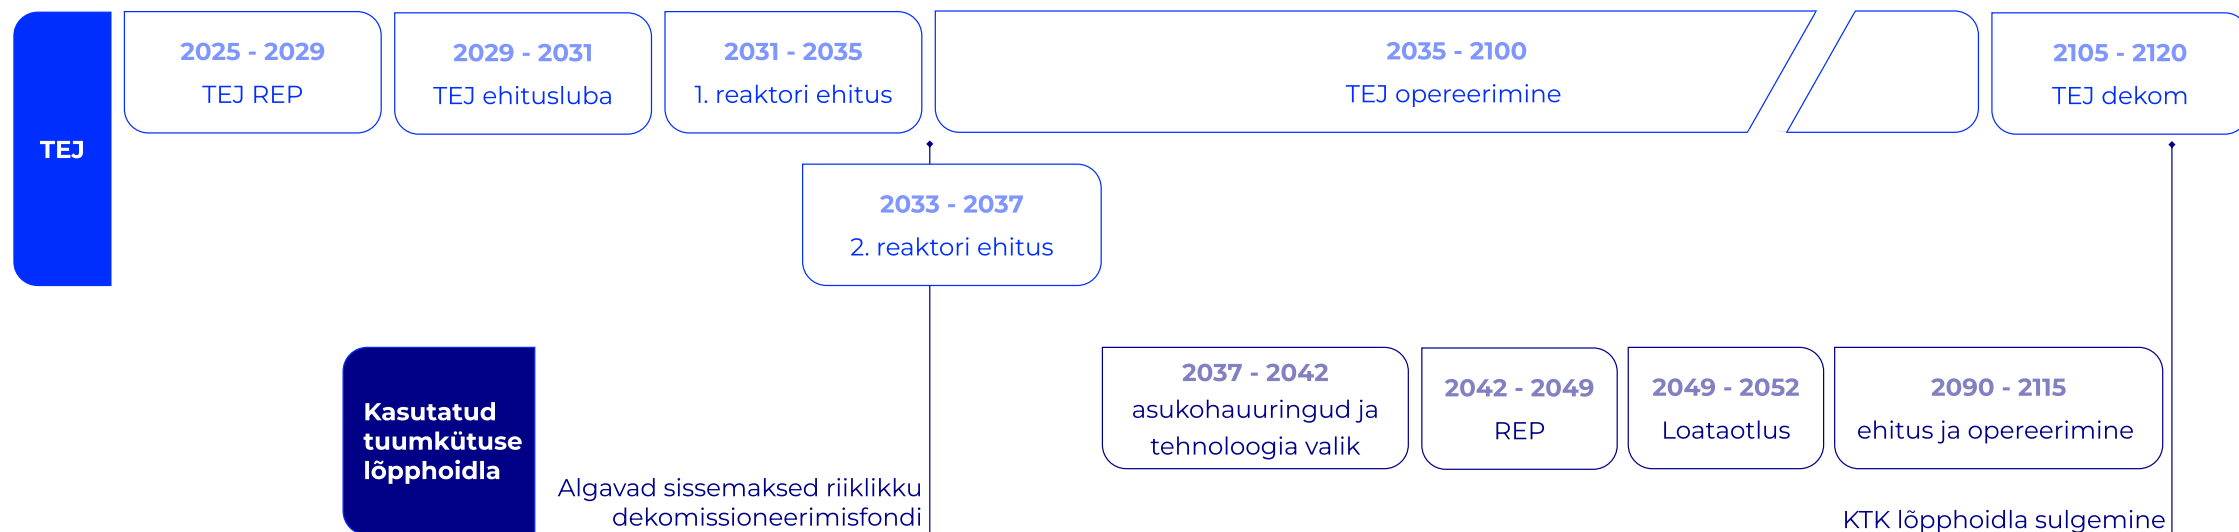 TEJ
2025 - 2029
TEJ REP
2029 - 2031
TEJ ehitusluba
2031 - 2035
1. reaktori ehitus
2035 - 2100
TEJ opereerimine
2105 - 2120
TEJ dekom
2033 - 2037
2. reaktori ehitus
Kasutatud
tuumkütuse
lõpphoidla
2037 - 2042
asukohauuringud ja
tehnoloogia valik
2042 - 2049
REP
2049 - 2052
Loataotlus
2090 - 2115
ehitus ja opereerimine
Algavad sissemaksed riiklikku
dekomissioneerimisfondi
KTK lõpphoidla sulgemine